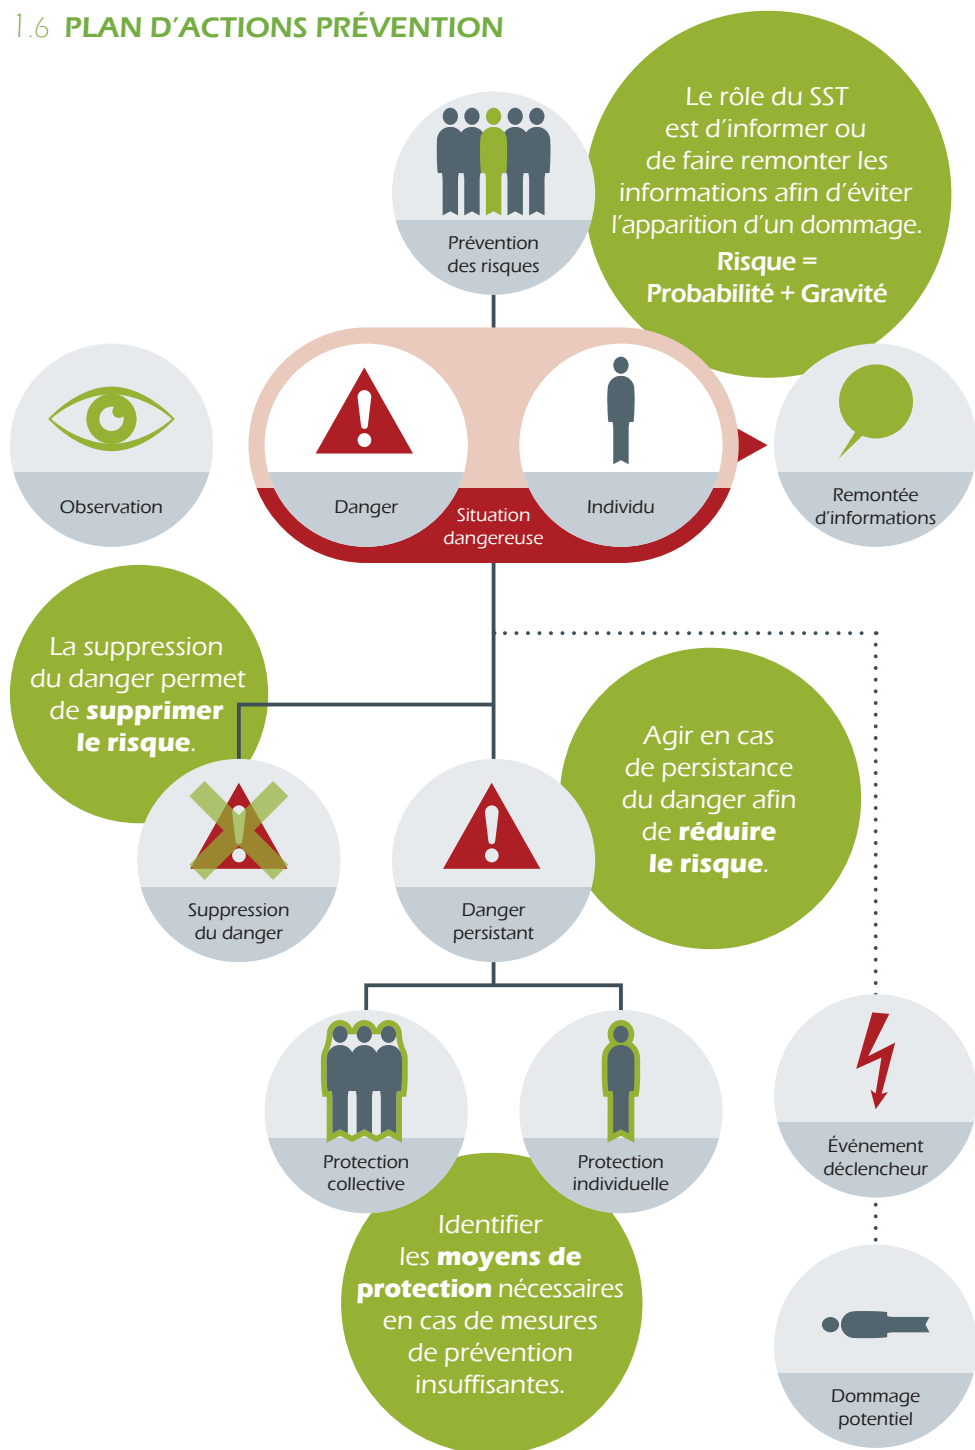 1.6 PLAN D'ACTIONS PRÉVENTION
Le rôle du SST
est d'informer ou
de faire remonter les
informations afin d'éviter
l'apparition d'un dommage.
Risque =
Probabilité + Gravité
Prévention
des risques
Observation
Danger
Situation
dangereuse
Individu
Remontée
d'informations
La suppression
du danger permet
de supprimer
le risque.
Agir en cas
de persistance
du danger afin
de réduire
le risque.
Suppression
du danger
Danger
persistant
Protection
collective
Protection
individuelle
Événement
déclencheur
Identifier
les moyens de
protection nécessaires
en cas de mesures
de prévention
insuffisantes.
Dommage
potentiel